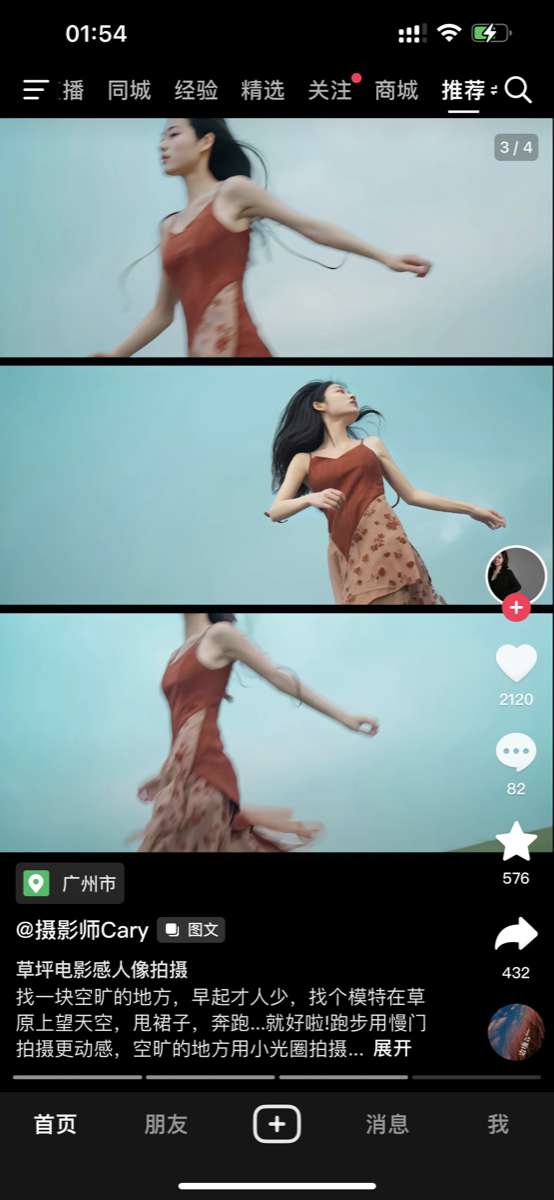 01:54
播 同城 经验 精选 关注 商城 推荐
3 / 4
2120
82
576
432
广州市
@摄影师Cary 图文
草坪电影感人像拍摄
找一块空旷的地方，早起才人少，找个模特在草
原上望天空，甩裙子，奔跑...就好啦!跑步用慢门
拍摄更动感，空旷的地方用小光圈拍摄... 展开
首页 朋友 消息 我